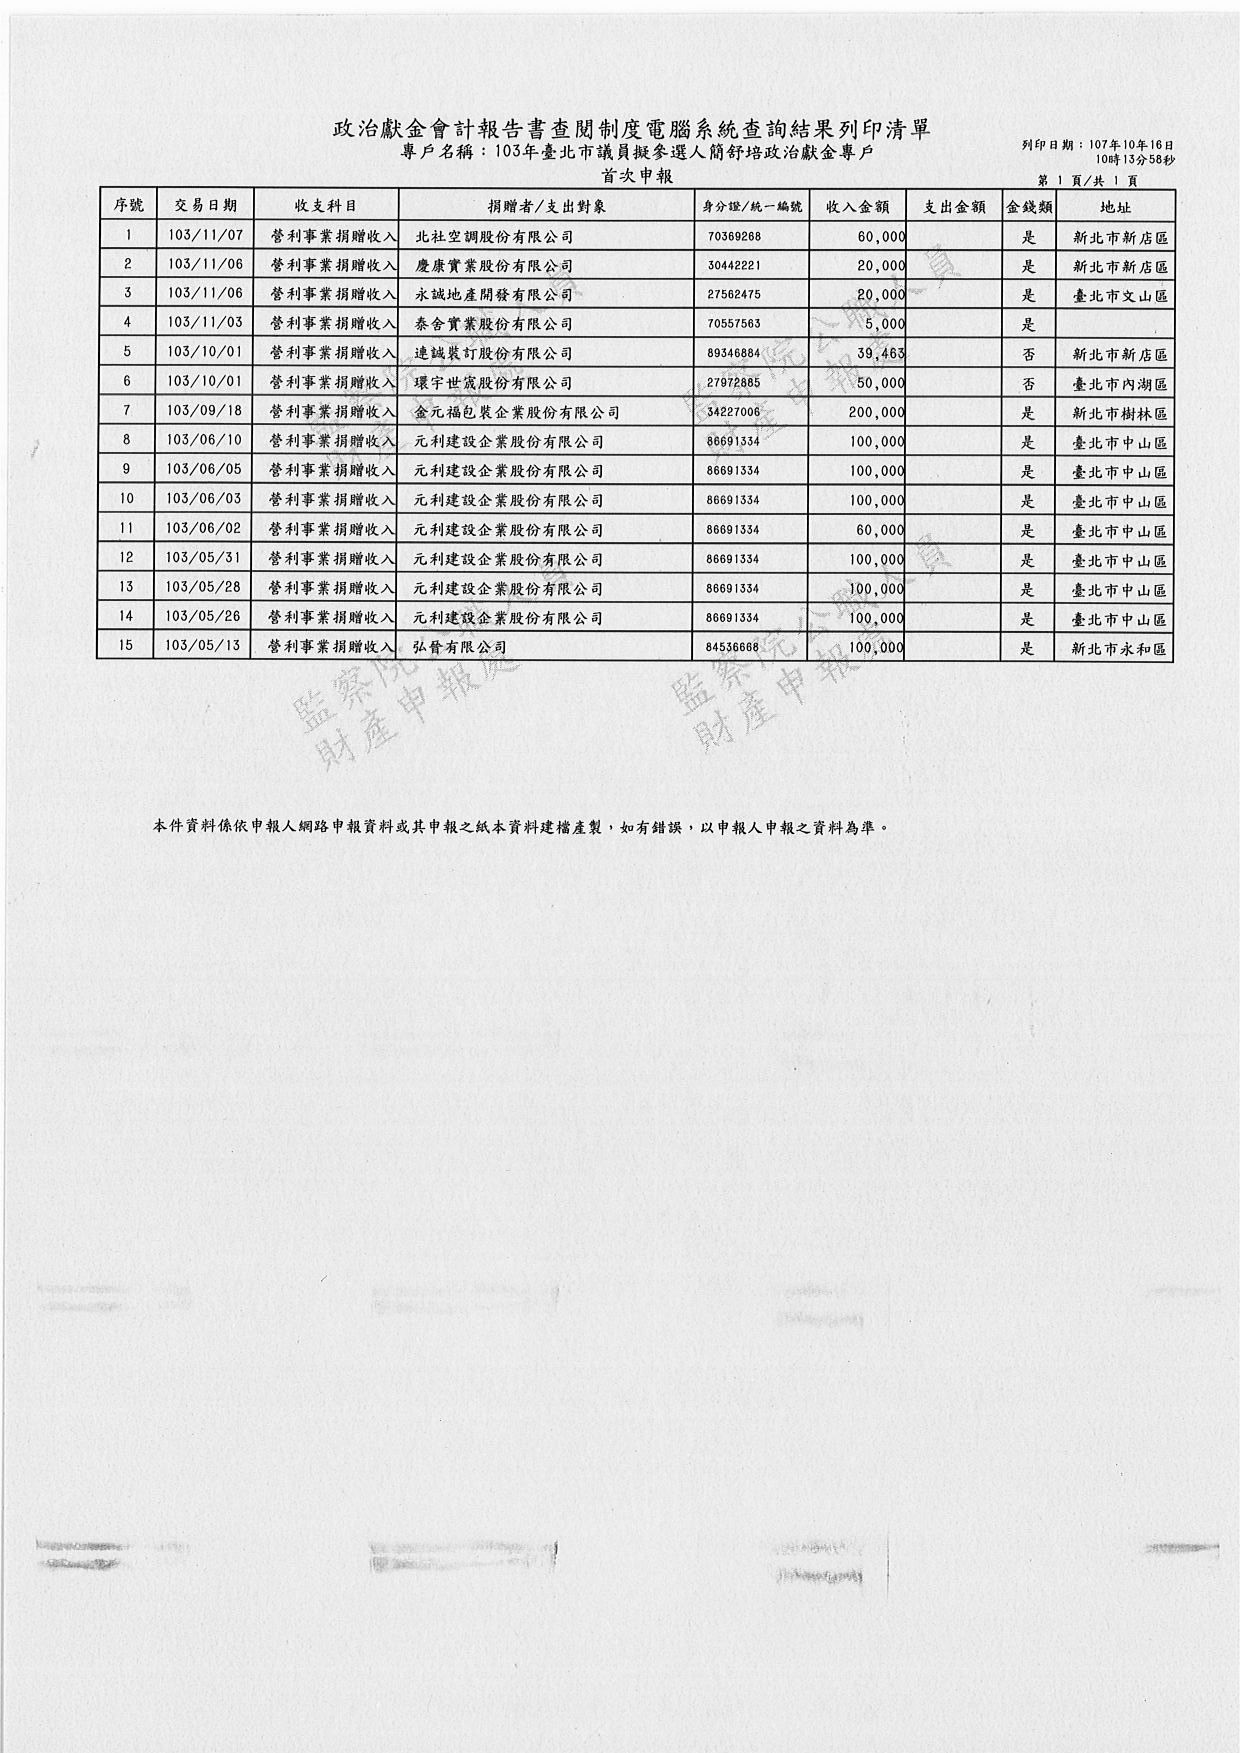 政治獻金會計報告書查閱制度電腦系統查詢結果列印清單
專戶名稱：103年臺北市議員擬參選人簡舒培政治獻金專戶
列印日期：107年10月16日
10時13分58秒
首次申報
第 1 頁/共 1 頁
序號 交易日期 收支科目 捐贈者/支出對象 身分證/統一編號 收入金額 支出金額 金錢類 地址
1 103/11/07 營利事業捐贈收入 北社空調股份有限公司 70369268 60,000 是 新北市新店區
2 103/11/06 營利事業捐贈收入 慶康實業股份有限公司 30442221 20,000 是 新北市新店區
3 103/11/06 營利事業捐贈收入 永誠地產開發有限公司 27562475 20,000 是 臺北市文山區
4 103/11/03 營利事業捐贈收入 泰舍實業股份有限公司 70557563 5,000 是
5 103/10/01 營利事業捐贈收入 連誠裝訂股份有限公司 89346884 39,463 否 新北市新店區
6 103/10/01 營利事業捐贈收入 環宇世宬股份有限公司 27972885 50,000 否 臺北市內湖區
7 103/09/18 營利事業捐贈收入 金元福包裝企業股份有限公司 34227006 200,000 是 新北市樹林區
8 103/06/10 營利事業捐贈收入 元利建設企業股份有限公司 86691334 100,000 是 臺北市中山區
9 103/06/05 營利事業捐贈收入 元利建設企業股份有限公司 86691334 100,000 是 臺北市中山區
10 103/06/03 營利事業捐贈收入 元利建設企業股份有限公司 86691334 100,000 是 臺北市中山區
11 103/06/02 營利事業捐贈收入 元利建設企業股份有限公司 86691334 60,000 是 臺北市中山區
12 103/05/31 營利事業捐贈收入 元利建設企業股份有限公司 86691334 100,000 是 臺北市中山區
13 103/05/28 營利事業捐贈收入 元利建設企業股份有限公司 86691334 100,000 是 臺北市中山區
14 103/05/26 營利事業捐贈收入 元利建設企業股份有限公司 86691334 100,000 是 臺北市中山區
15 103/05/13 營利事業捐贈收入 弘晉有限公司 84536668 100,000 是 新北市永和區
監察院公職人員
財產申報處
監察院公職人員
財產申報處
監察院公職人員
財產申報處
監察院公職人員
財產申報處
本件資料係依申報人網路申報資料或其申報之紙本資料建檔產製，如有錯誤，以申報人申報之資料為準。